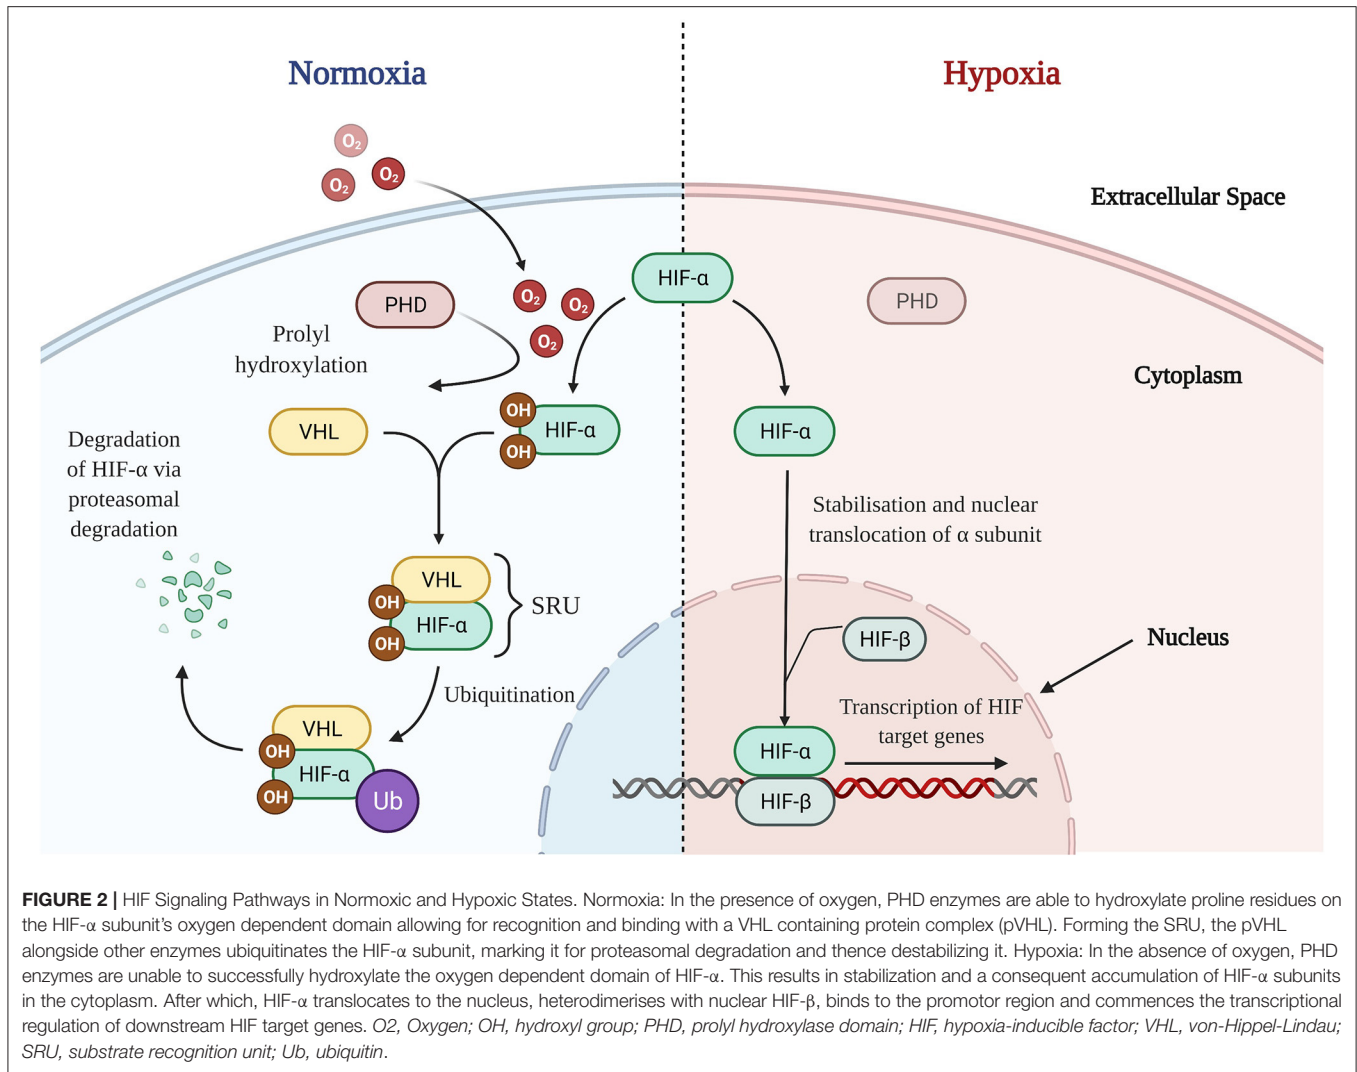 Normoxia
Hypoxia
O2
O2
O2
Extracellular Space
HIF-α
PHD
O2
O2
O2
PHD
Prolyl
hydroxylation
Cytoplasm
VHL
OH
HIF-α
OH
HIF-α
Degradation
of HIF-α via
proteasomal
degradation
Stabilisation and nuclear
translocation of α subunit
VHL
OH
HIF-α
OH
SRU
HIF-β
Nucleus
Ubiquitination
Transcription of HIF
target genes
VHL
OH
HIF-α
OH
Ub
HIF-α
HIF-β
FIGURE 2 | HIF Signaling Pathways in Normoxic and Hypoxic States. Normoxia: In the presence of oxygen, PHD enzymes are able to hydroxylate proline residues on
the HIF-α subunit's oxygen dependent domain allowing for recognition and binding with a VHL containing protein complex (pVHL). Forming the SRU, the pVHL
alongside other enzymes ubiquitinates the HIF-α subunit, marking it for proteasomal degradation and thence destabilizing it. Hypoxia: In the absence of oxygen, PHD
enzymes are unable to successfully hydroxylate the oxygen dependent domain of HIF-α. This results in stabilization and a consequent accumulation of HIF-α subunits
in the cytoplasm. After which, HIF-α translocates to the nucleus, heterodimerises with nuclear HIF-β, binds to the promotor region and commences the transcriptional
regulation of downstream HIF target genes. O2, Oxygen; OH, hydroxyl group; PHD, prolyl hydroxylase domain; HIF, hypoxia-inducible factor; VHL, von-Hippel-Lindau;
SRU, substrate recognition unit; Ub, ubiquitin.